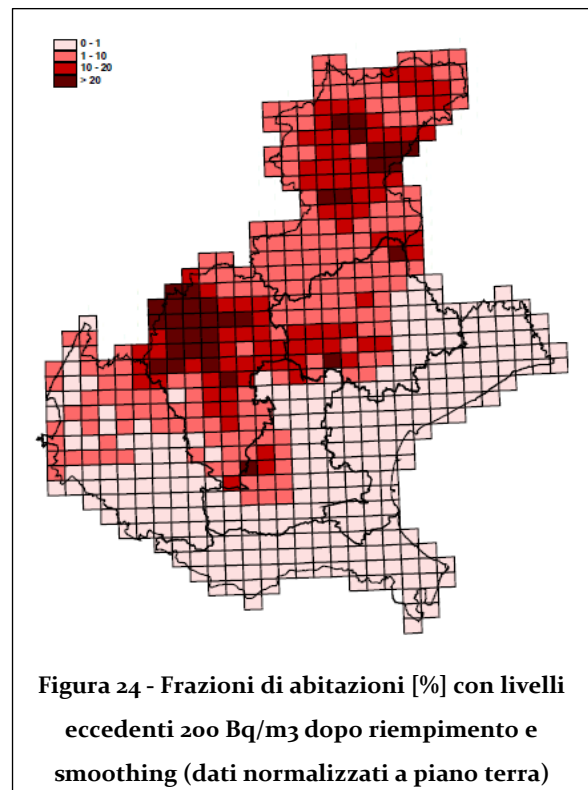 0 - 1
1 - 10
10 - 20
> 20
Figura 24 - Frazioni di abitazioni [%] con livelli
eccedenti 200 Bq/m3 dopo riempimento e
smoothing (dati normalizzati a piano terra)